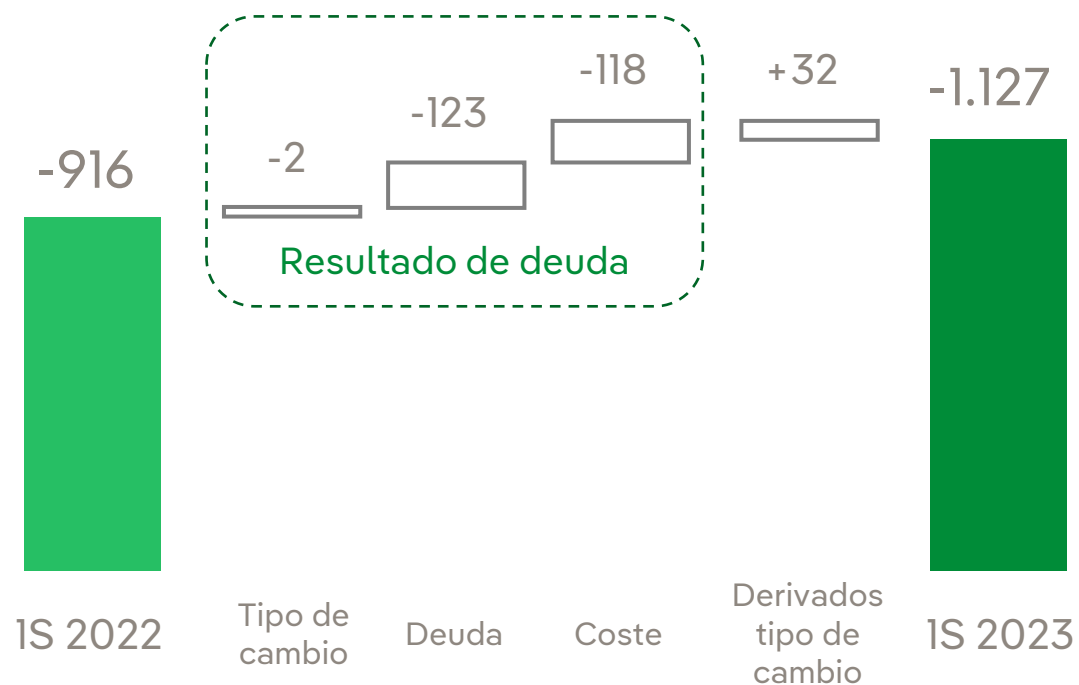 -916
-2
-123
-118
+32
-1.127
Resultado de deuda
1S 2022
Tipo de
cambio
Deuda
Coste
Derivados
tipo de
cambio
1S 2023